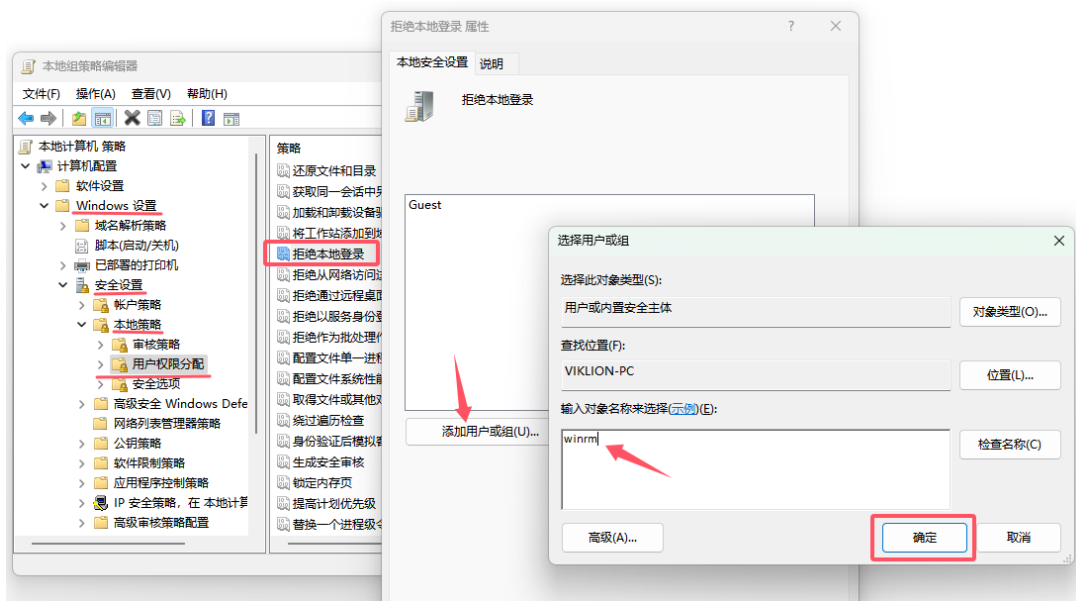 本地组策略编辑器
文件(F) 操作(A) 查看(V) 帮助(H)
本地计算机 策略
计算机配置
软件设置
Windows 设置
域名解析策略
脚本(启动/关机)
已部署的打印机
安全设置
帐户策略
本地策略
审核策略
用户权限分配
安全选项
高级安全 Windows Defe
网络列表管理器策略
公钥策略
软件限制策略
应用程序控制策略
IP 安全策略，在 本地计算
高级审核策略配置
策略
还原文件和目录
获取同一会话中
加载和卸载设备
将工作站添加到
拒绝本地登录
拒绝从网络访问
拒绝通过远程桌面
拒绝以服务身份
拒绝作为批处理
配置文件单一进程
配置文件系统性能
取得文件或其他
绕过遍历检查
身份验证后模拟
生成安全审核
锁定内存页
提高计划优先级
替换一个进程级
拒绝本地登录 属性
本地安全设置 说明
拒绝本地登录
Guest
添加用户或组(U)...
选择用户或组
选择此对象类型(S):
用户或内置安全主体
对象类型(O)...
查找位置(F):
VIKLION-PC
位置(L)...
输入对象名称来选择(示例)(E):
winrm
检查名称(C)
高级(A)...
确定
取消